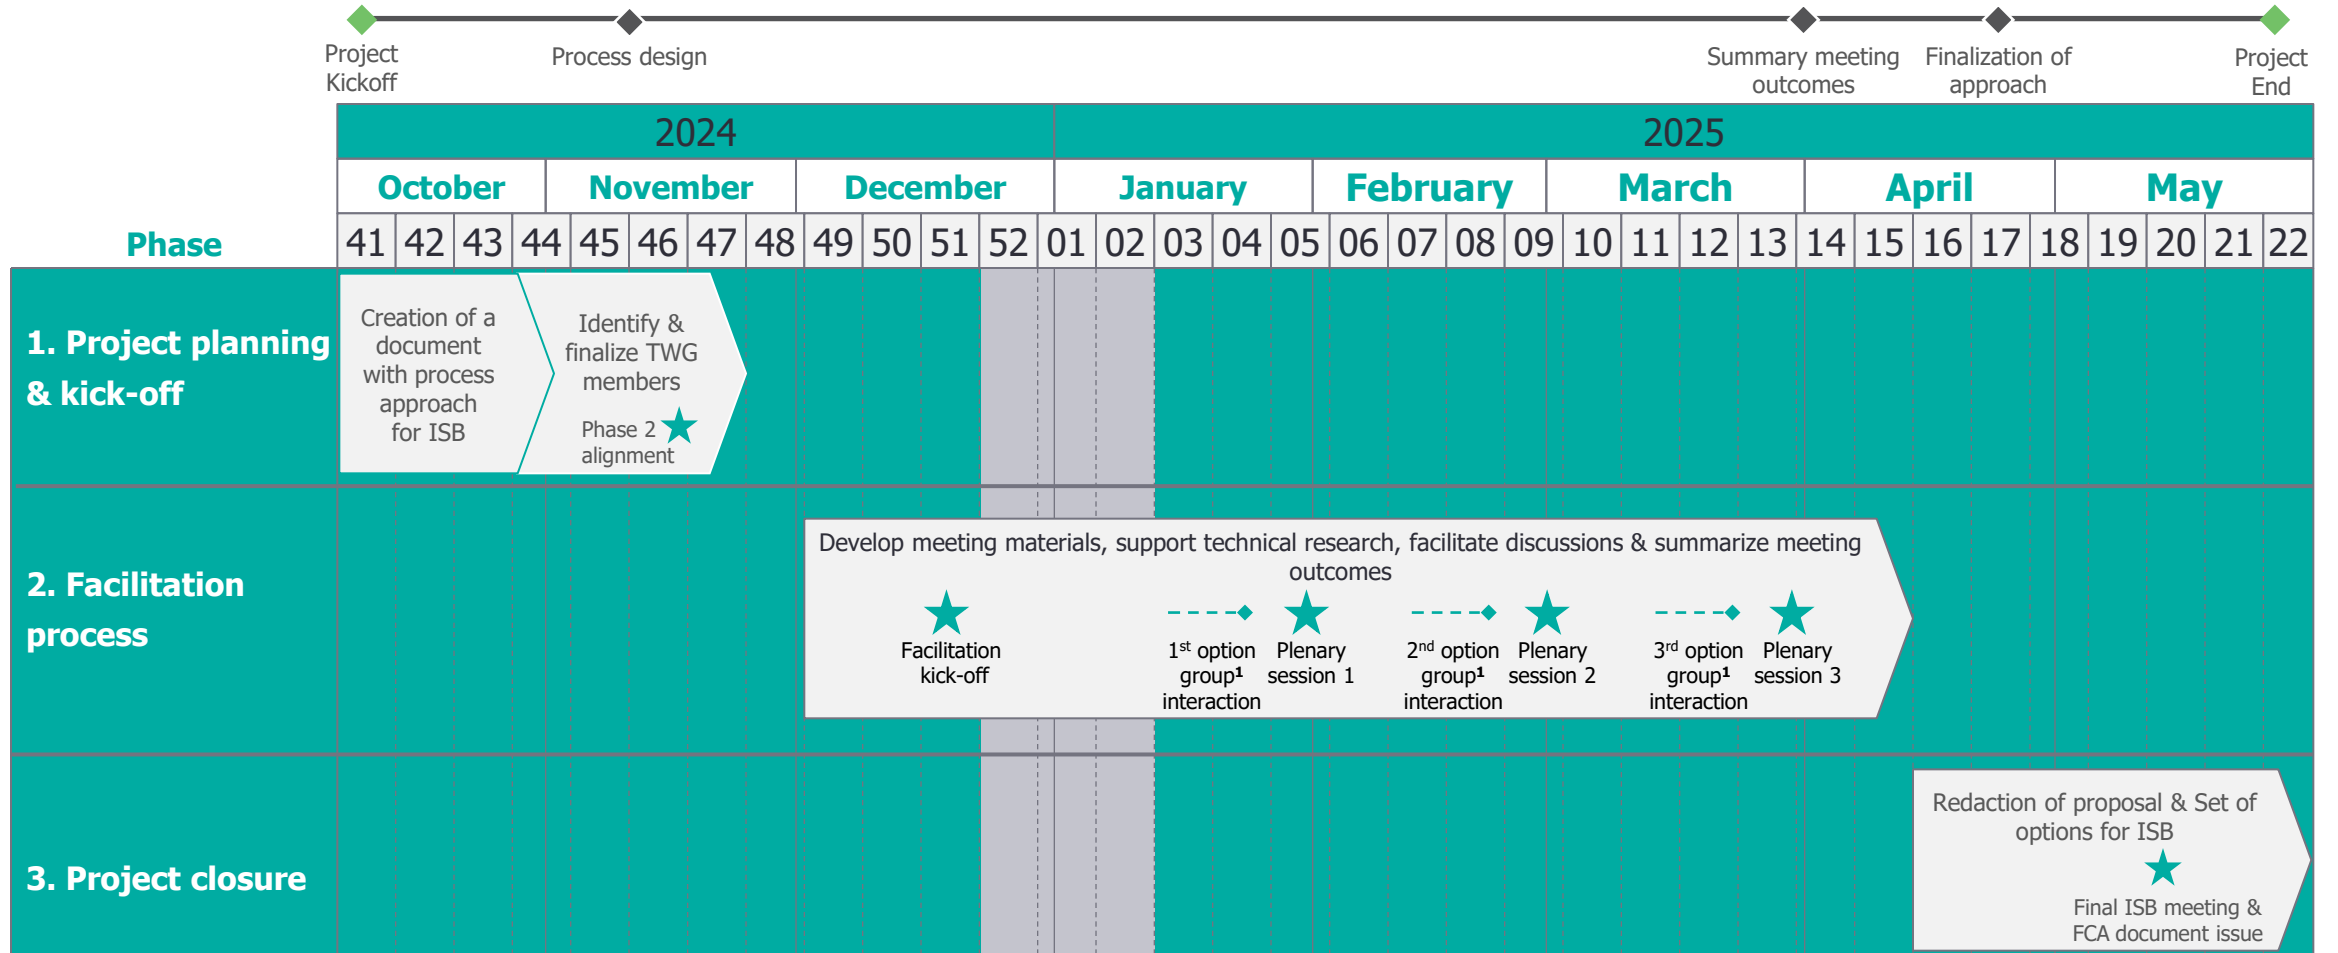 Project
Kickoff
Process design
Summary meeting
outcomes
Finalization of
approach
Project
End
2024 2025
October November December January February March April May
Phase 41 42 43 44 45 46 47 48 49 50 51 52 01 02 03 04 05 06 07 08 09 10 11 12 13 14 15 16 17 18 19 20 21 22
1. Project planning
& kick-off
Creation of a
document
with process
approach
for ISB
Identify &
finalize TWG
members
Phase 2
alignment
2. Facilitation
process
Develop meeting materials, support technical research, facilitate discussions & summarize meeting
outcomes
Facilitation
kick-off
1st option
group1
interaction
Plenary
session 1
2nd option
group1
interaction
Plenary
session 2
3rd option
group1
interaction
Plenary
session 3
3. Project closure
Redaction of proposal & Set of
options for ISB
Final ISB meeting &
FCA document issue